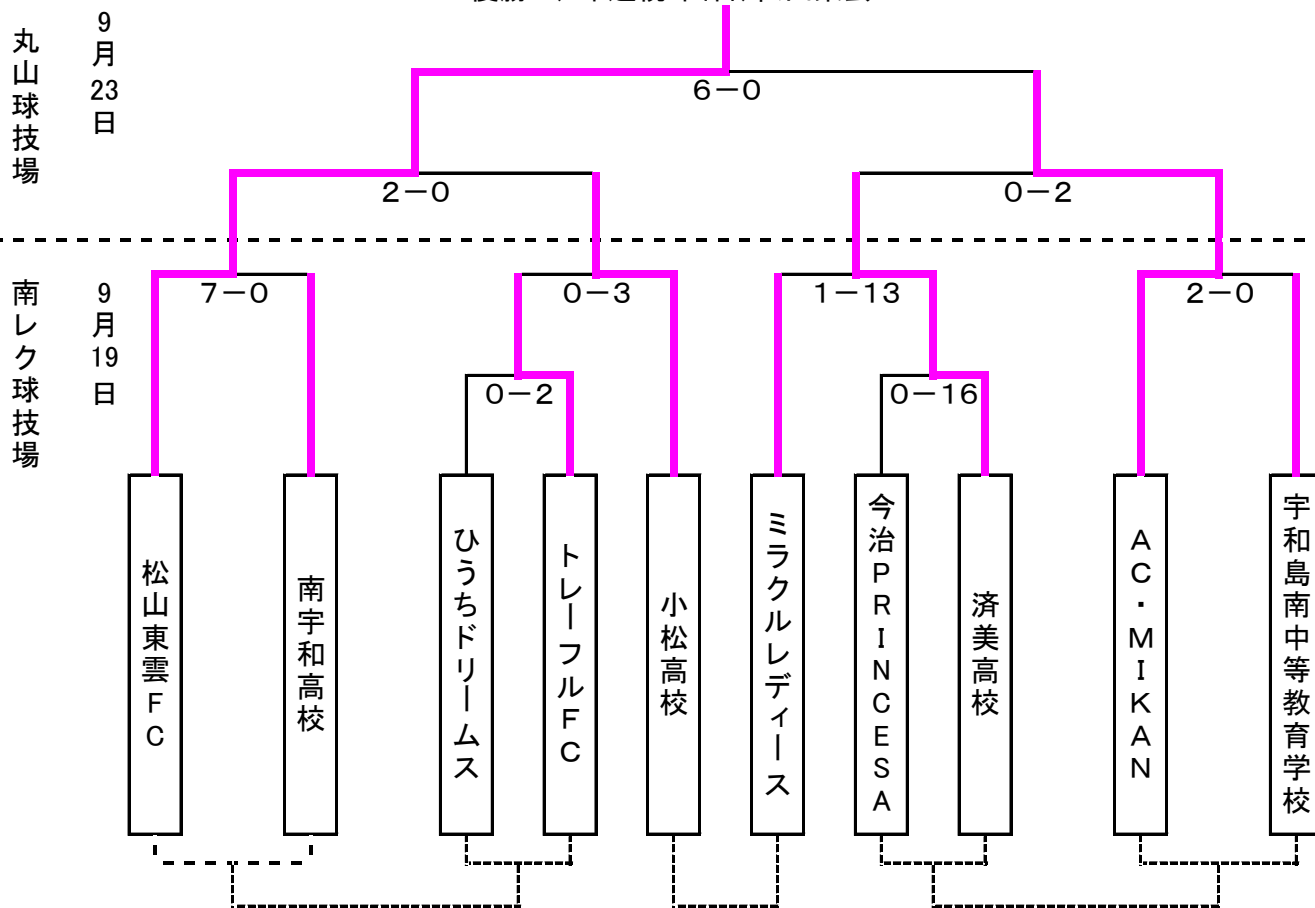 丸山球技場
9月23日
6-0
2-0
0-2
南レク球技場
9月19日
7-0
0-3
1-13
2-0
0-2
0-16
松山東雲FC
南宇和高校
ひうちドリームス
トレーフルFC
小松高校
ミラクルレディース
今治PRINCESA
済美高校
AC・MIKAN
宇和島南中等教育学校